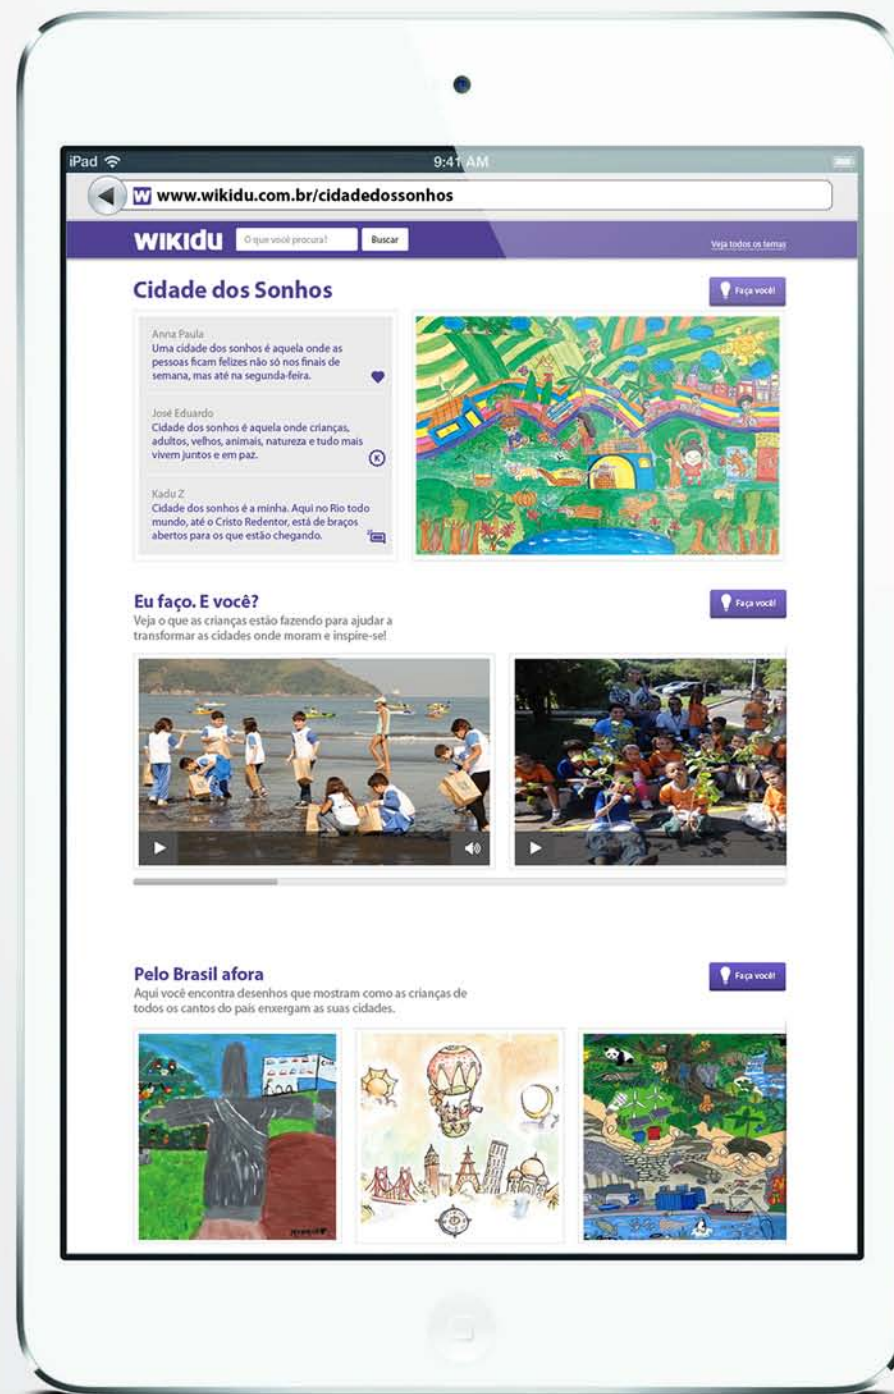 iPad
9:41 AM
W www.wikidu.com.br/cidadedossonhos
WIKIDU
O que você procura?
Buscar
Veja todos os temas
Cidade dos Sonhos
Faça você!
Anna Paula
Uma cidade dos sonhos é aquela onde as
pessoas ficam felizes não só nos finais de
semana, mas até na segunda-feira.
José Eduardo
Cidade dos sonhos é aquela onde crianças,
adultos, velhos, animais, natureza e tudo mais
vivem juntos e em paz.
K
Kadu Z
Cidade dos sonhos é a minha. Aqui no Rio todo
mundo, até o Cristo Redentor, está de braços
abertos para os que estão chegando.
Eu faço. E você?
Faça você!
Veja o que as crianças estão fazendo para ajudar a
transformar as cidades onde moram e inspire-se!
Pelo Brasil afora
Faça você!
Aqui você encontra desenhos que mostram como as crianças de
todos os cantos do país enxergam as suas cidades.